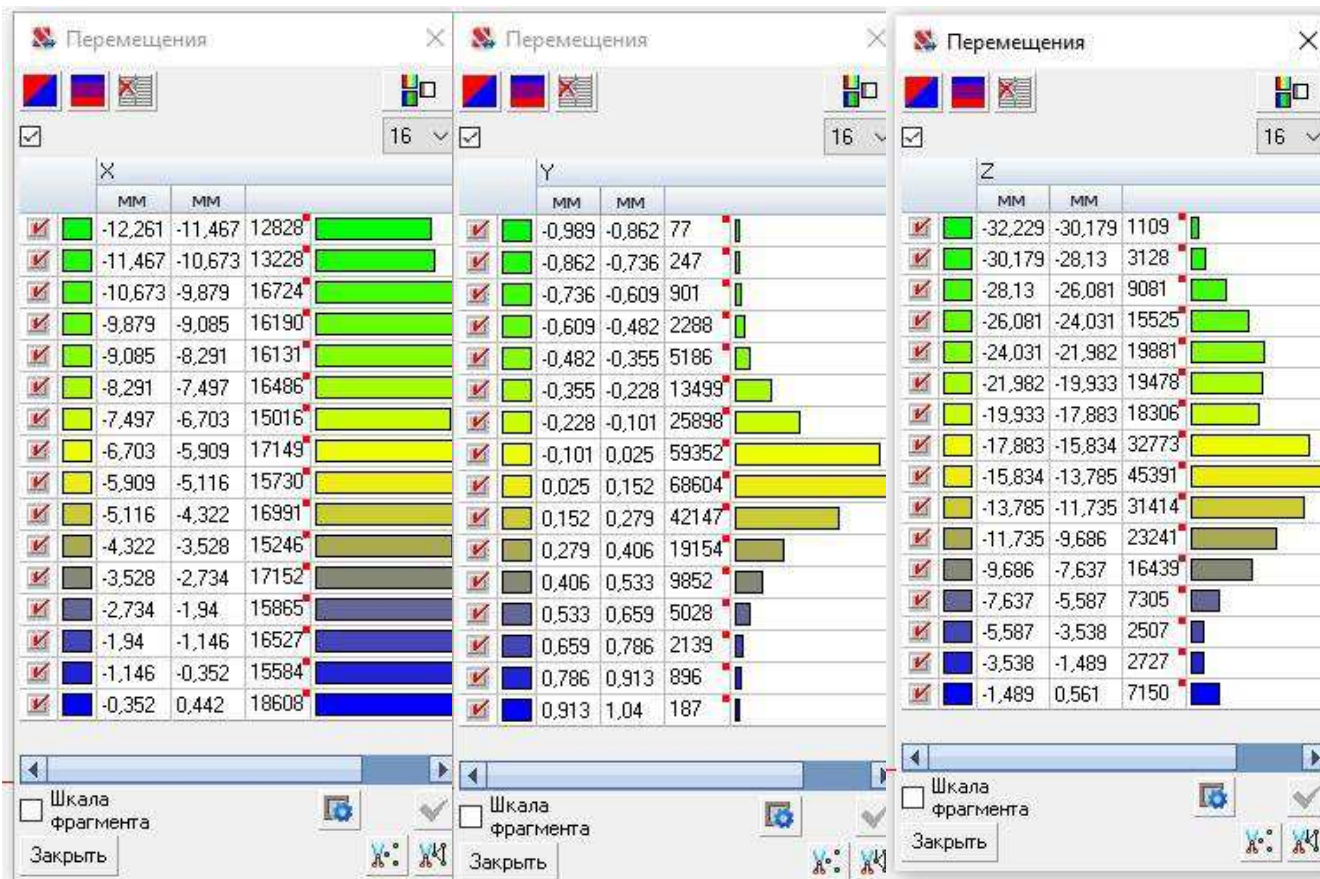 Перемещения
16
X
мм мм
-12,261 -11,467 12828
-11,467 -10,673 13228
-10,673 -9,879 16724
-9,879 -9,085 16190
-9,085 -8,291 16131
-8,291 -7,497 16486
-7,497 -6,703 15016
-6,703 -5,909 17149
-5,909 -5,116 15730
-5,116 -4,322 16991
-4,322 -3,528 15246
-3,528 -2,734 17152
-2,734 -1,94 15865
-1,94 -1,146 16527
-1,146 -0,352 15584
-0,352 0,442 18608
Шкала
фрагмента
Закрыть
Перемещения
16
Y
мм мм
-0,989 -0,862 77
-0,862 -0,736 247
-0,736 -0,609 901
-0,609 -0,482 2288
-0,482 -0,355 5186
-0,355 -0,228 13499
-0,228 -0,101 25898
-0,101 0,025 59352
0,025 0,152 68604
0,152 0,279 42147
0,279 0,406 19154
0,406 0,533 9852
0,533 0,659 5028
0,659 0,786 2139
0,786 0,913 896
0,913 1,04 187
Шкала
фрагмента
Закрыть
Перемещения
16
Z
мм мм
-32,229 -30,179 1109
-30,179 -28,13 3128
-28,13 -26,081 9081
-26,081 -24,031 15525
-24,031 -21,982 19881
-21,982 -19,933 19478
-19,933 -17,883 18306
-17,883 -15,834 32773
-15,834 -13,785 45391
-13,785 -11,735 31414
-11,735 -9,686 23241
-9,686 -7,637 16439
-7,637 -5,587 7305
-5,587 -3,538 2507
-3,538 -1,489 2727
-1,489 0,561 7150
Шкала
фрагмента
Закрыть